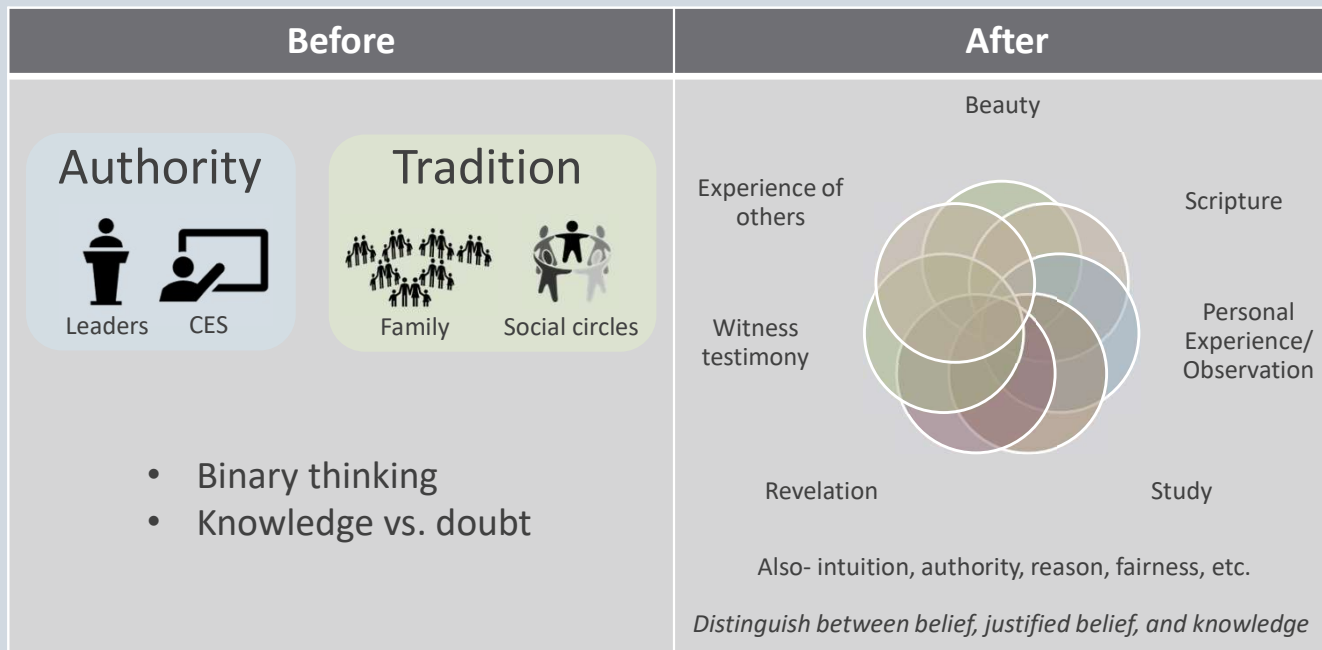 Before
After
Authority
Leaders
CES
Tradition
Family
Social circles
• Binary thinking
• Knowledge vs. doubt
Beauty
Experience of
others
Scripture
Witness
testimony
Personal
Experience/
Observation
Revelation
Study
Also- intuition, authority, reason, fairness, etc.
Distinguish between belief, justified belief, and knowledge